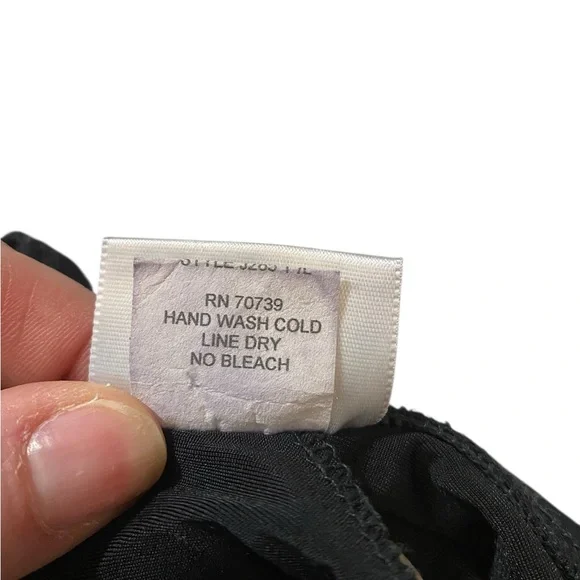 STYLE
RN 70739
HAND WASH COLD
LINE DRY
NO BLEACH